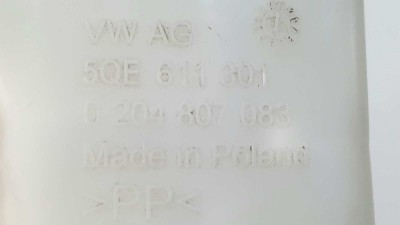 VW AG
5QE 611 301
0 204 807 083
Made in Poland
>PP<